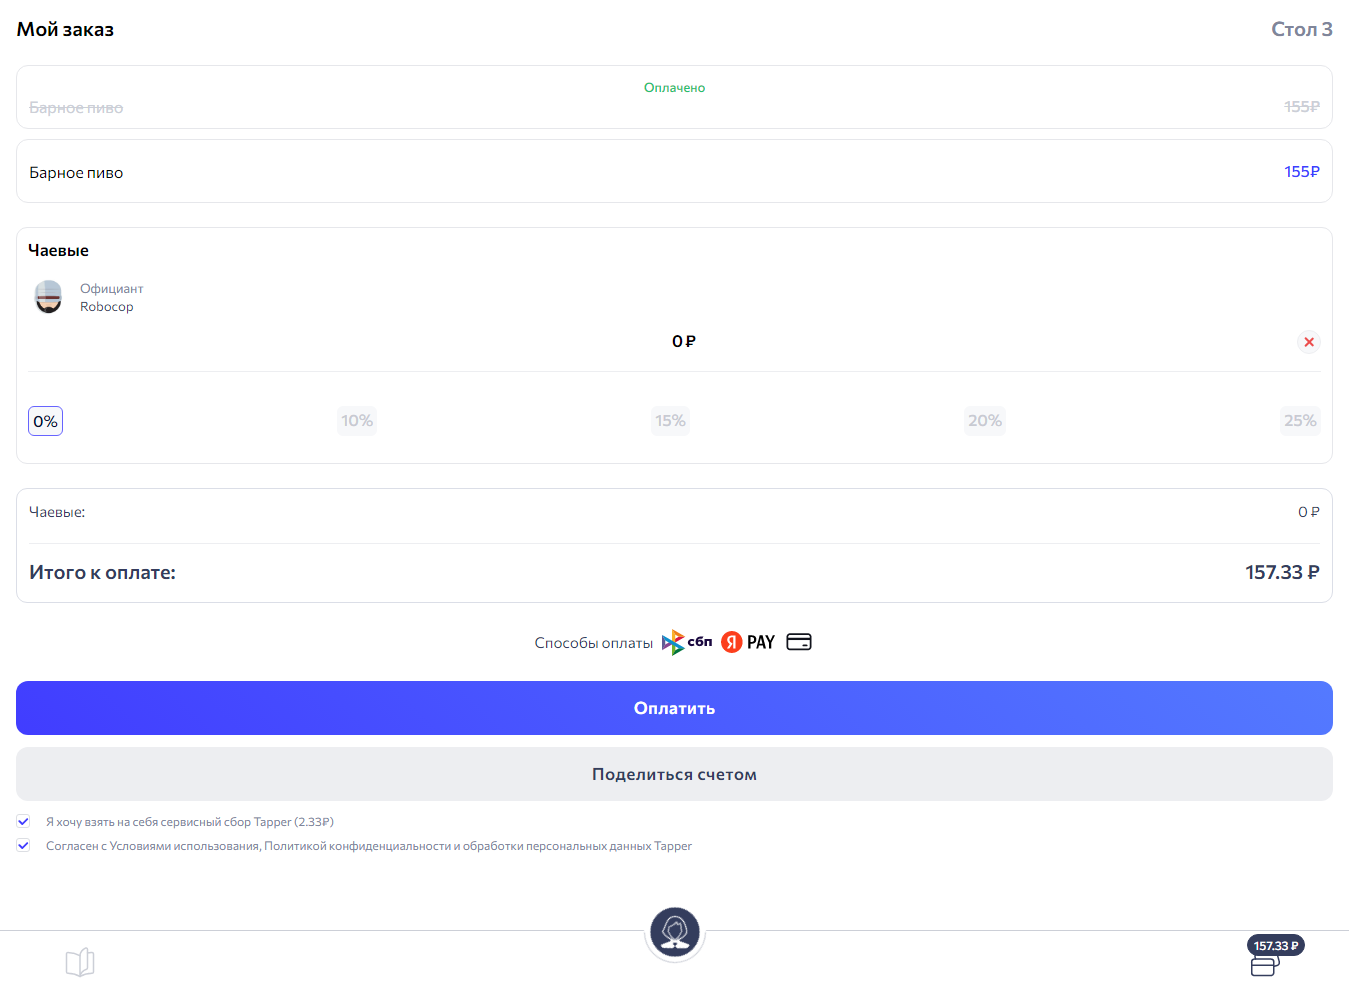 Мой заказ
Стол 3
Оплачено
Барное пиво 155₽
Барное пиво 155₽
Чаевые
Официант
Robocop
0 ₽
0% 10% 15% 20% 25%
Чаевые: 0 ₽
Итого к оплате: 157.33 ₽
Способы оплаты сбп Я PAY
Оплатить
Поделиться счетом
Я хочу взять на себя сервисный сбор Tapper (2.33₽)
Согласен с Условиями использования, Политикой конфиденциальности и обработки персональных данных Tapper
157.33 ₽